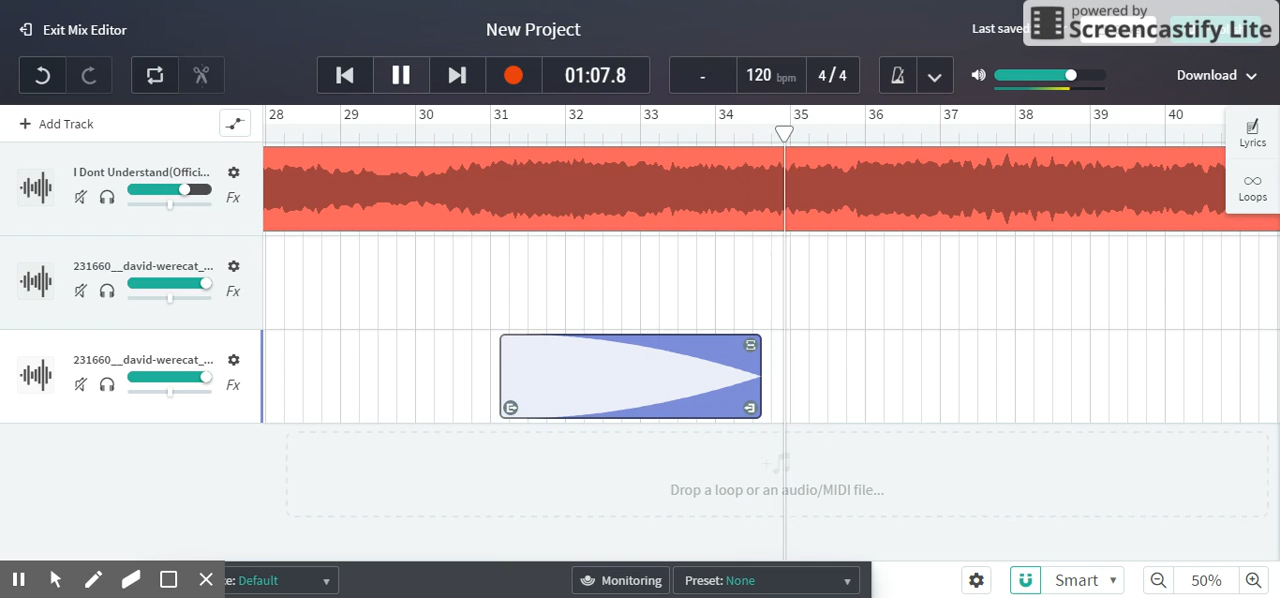 Exit Mix Editor
New Project
Last saved
powered by
Screencastify Lite
01:07.8
-
120 bpm
4/4
Download
Add Track
28 29 30 31 32 33 34 35 36 37 38 39 40
Lyrics
Loops
I Dont Understand(Offici...
Fx
231660__david-werecat_...
Fx
231660__david-werecat_...
Fx
Drop a loop or an audio/MIDI file...
e: Default
Monitoring
Preset: None
Smart
50%